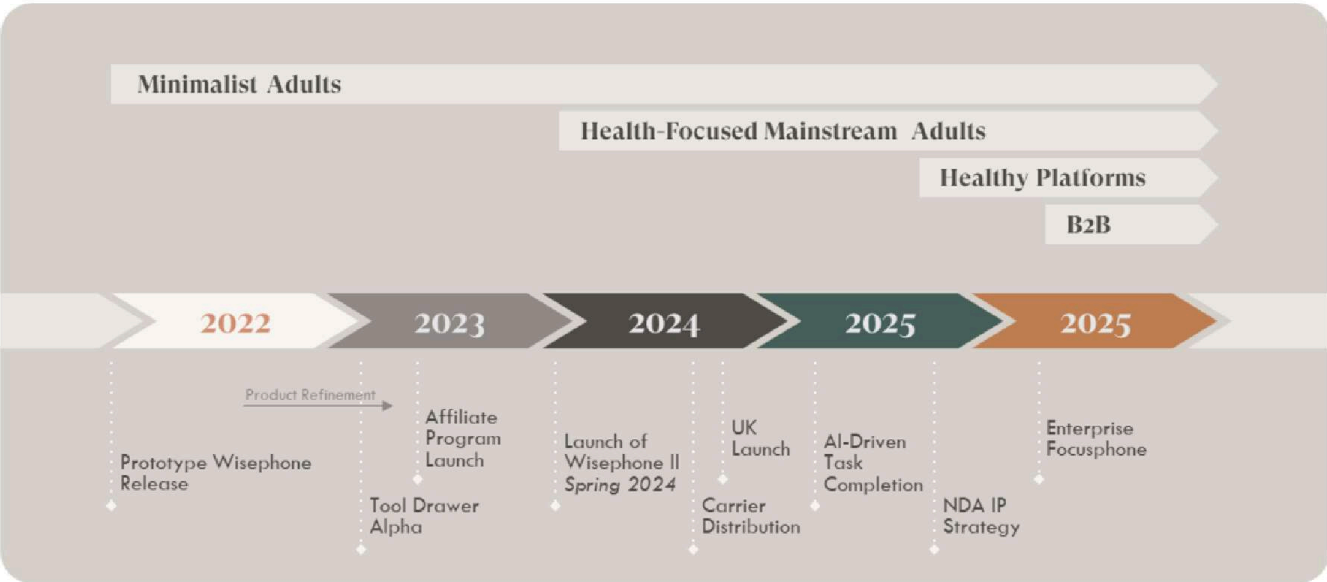 Minimalist Adults
Health-Focused Mainstream Adults
Healthy Platforms
B2B
2022
2023
2024
2025
2025
Product Refinement
Prototype Wisephone
Release
Tool Drawer
Alpha
Affiliate
Program
Launch
Launch of
Wisephone II
Spring 2024
Carrier
Distribution
UK
Launch
AI-Driven
Task
Completion
NDA IP
Strategy
Enterprise
Focusphone